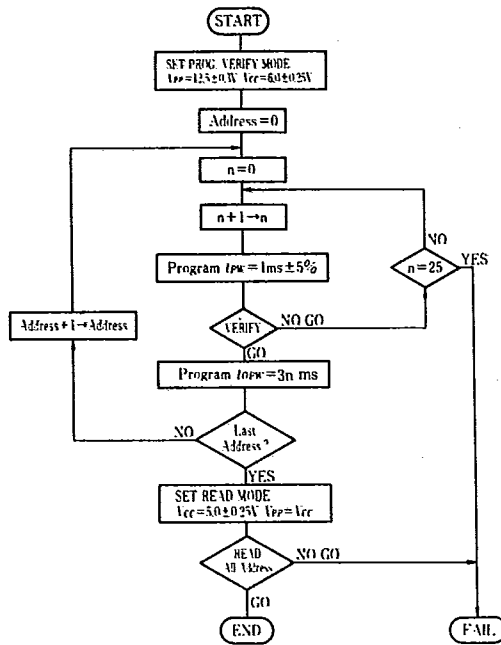 START
SET PROG. VERIFY MODE
VPP=12.5±0.3V VCC=6.0±0.25V
Address=0
n=0
n+1→n
Program tPW=1ms±5%
VERIFY
NO GO
GO
n=25
NO
YES
Address+1→Address
Program tOPW=3n ms
Last
Address?
NO
YES
SET READ MODE
VCC=5.0±0.25V VPP=VCC
READ
All Address
NO GO
GO
END
FAIL